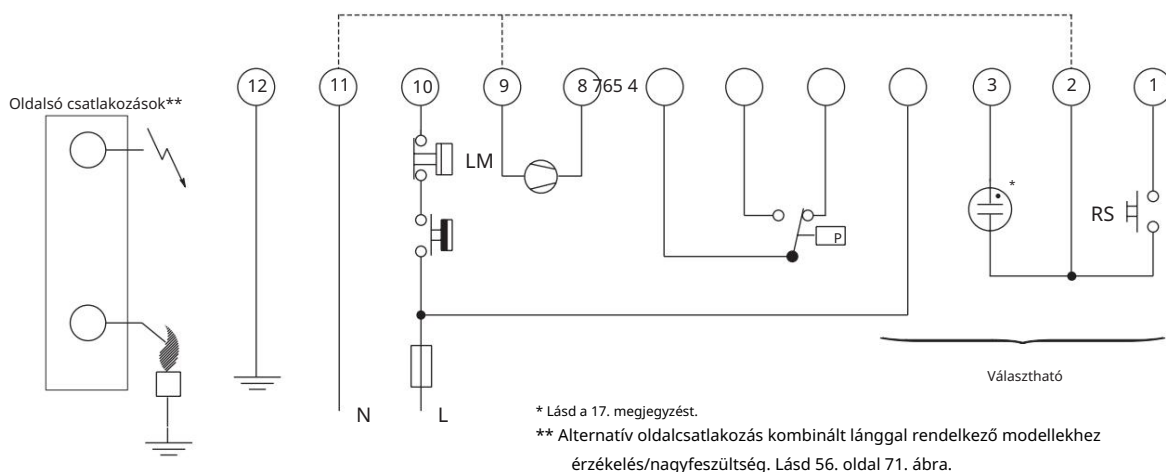 12 11 10 9 8 765 4 3 2 1
Oldalsó csatlakozások**
LM
*
RS
P
Választható
N L
* Lásd a 17. megjegyzést.
** Alternatív oldalcsatlakozás kombinált lánggal rendelkező modellekhez
érzékelés/nagyfeszültség. Lásd 56. oldal 71. ábra.